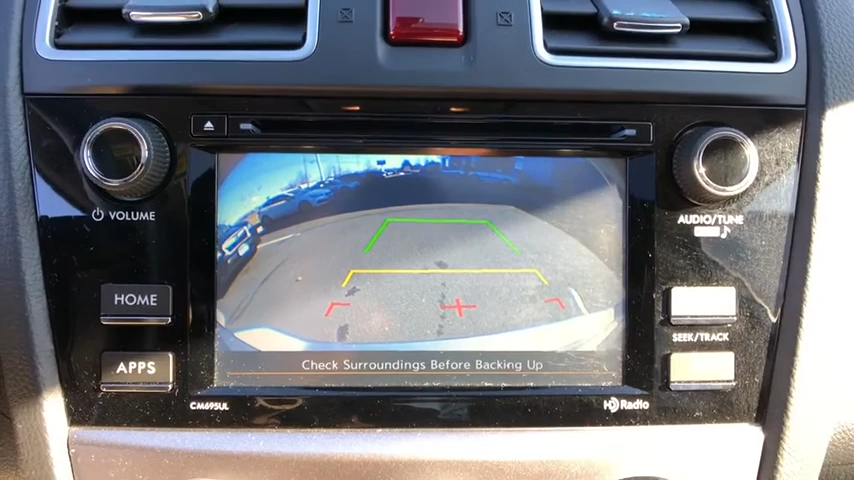 VOLUME
AUDIO/TUNE
HOME
APPS
SEEK/TRACK
Check Surroundings Before Backing Up
CM695UL
HD Radio